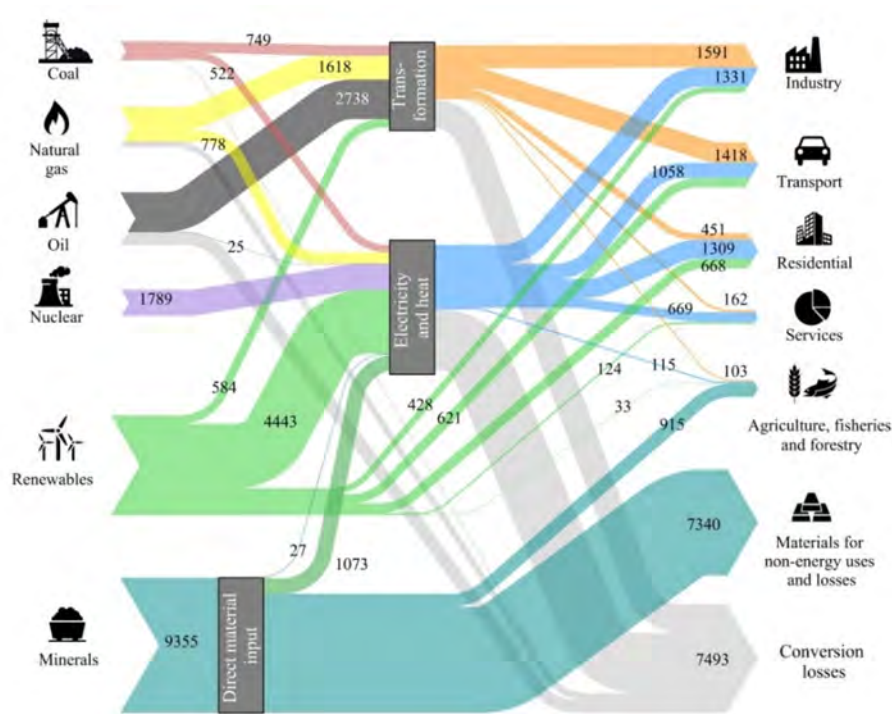 Coal
Natural
gas
Oil
Nuclear
Renewables
Minerals
749
522
1618
2738
778
25
1789
584
4443
27
1073
9355
Trans-
formation
Electricity
and heat
Direct material
input
428
621
1591
1331
1418
1058
451
1309
668
162
669
103
115
124
33
915
7340
7493
Industry
Transport
Residential
Services
Agriculture, fisheries
and forestry
Materials for
non-energy uses
and losses
Conversion
losses